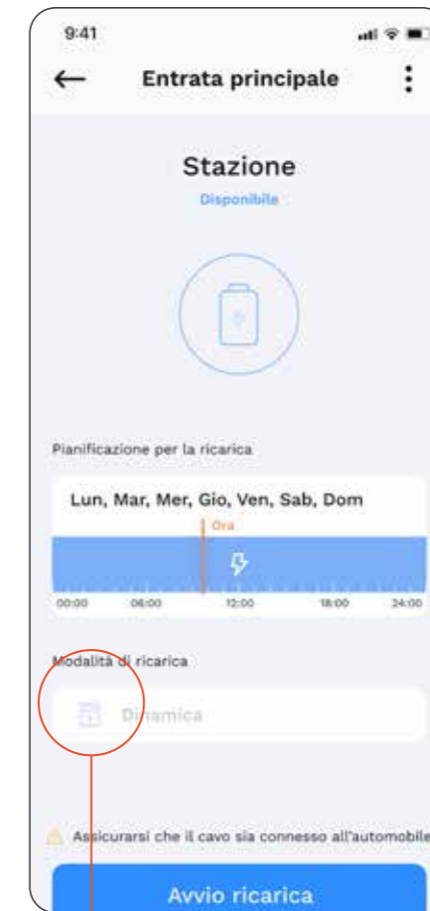 9:41
Entrata principale
Stazione
Disponibile
Pianificazione per la ricarica
Lun, Mar, Mer, Gio, Ven, Sab, Dom
Ora
00:00 06:00 12:00 18:00 24:00
Modalità di ricarica
Dinamica
Assicurarsi che il cavo sia connesso all'automobile
Avvio ricarica